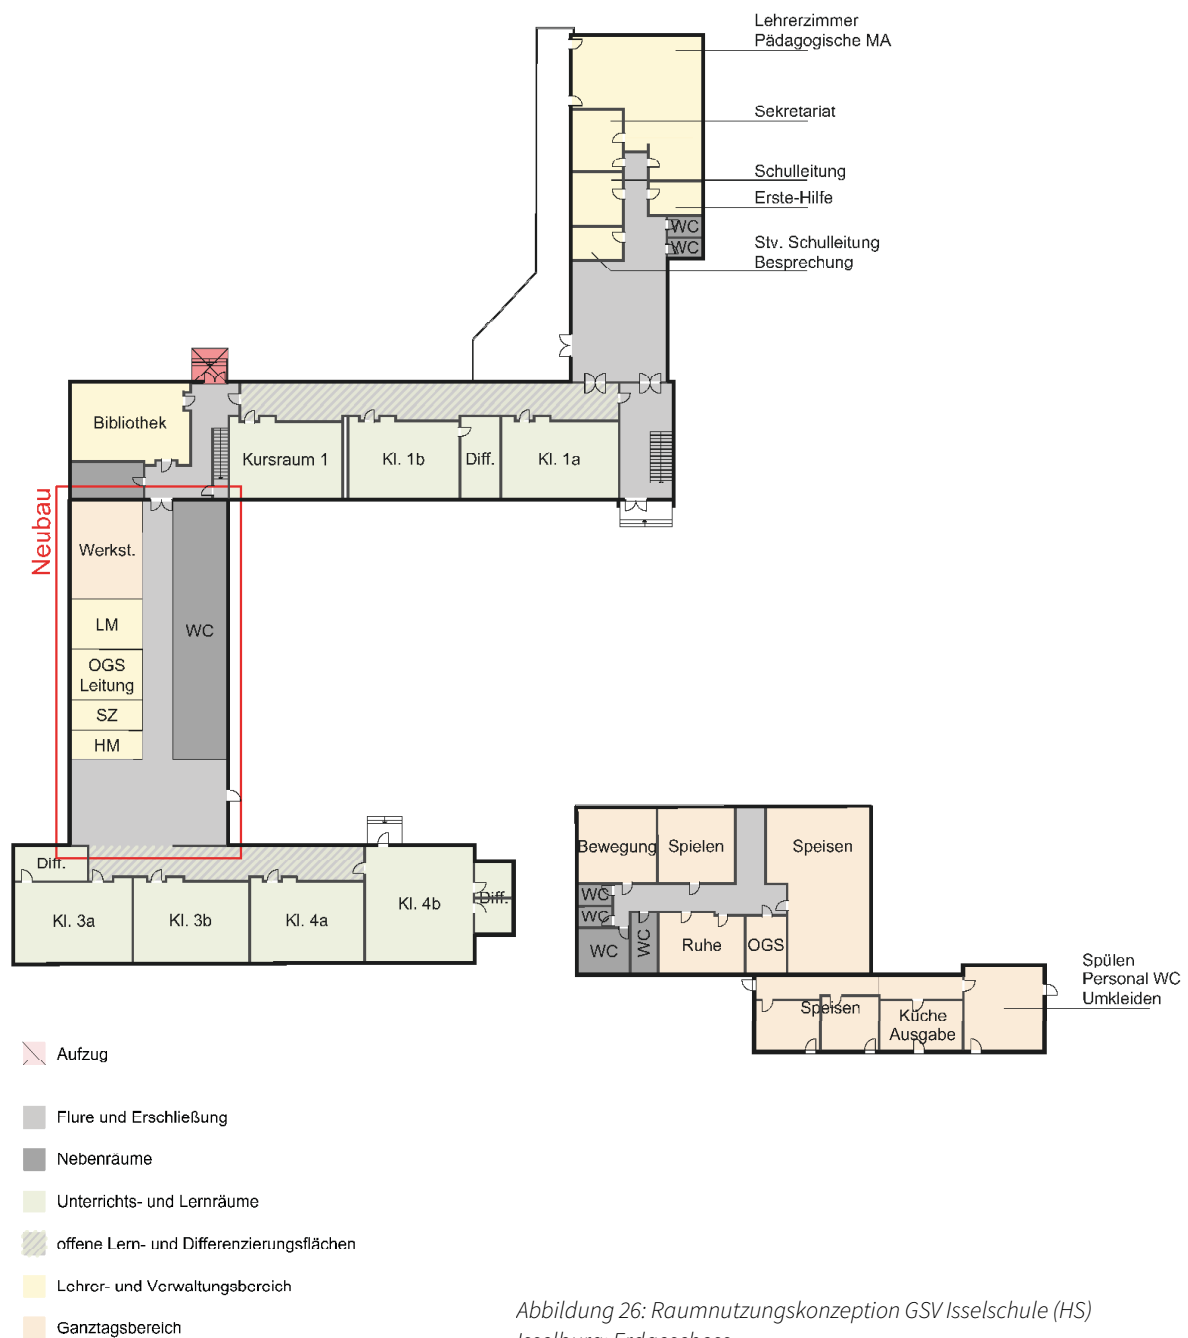 Lehrerzimmer
Pädagogische MA
Sekretariat
Schulleitung
Erste-Hilfe
WC
WC
Stv. Schulleitung
Besprechung
Bibliothek
Kursraum 1
Kl. 1b
Diff.
Kl. 1a
Neubau
Werkst.
LM
WC
OGS
Leitung
SZ
HM
Diff.
Kl. 3a
Kl. 3b
Kl. 4a
Kl. 4b
Diff.
Bewegung
Spielen
Speisen
WC
WC
WC
WC
Ruhe
OGS
Speisen
Küche
Ausgabe
Spülen
Personal WC
Umkleiden
Aufzug
Flure und Erschließung
Nebenräume
Unterrichts- und Lernräume
offene Lern- und Differenzierungsflächen
Lehrer- und Verwaltungsbereich
Ganztagsbereich
Abbildung 26: Raumnutzungskonzeption GSV Isselschule (HS)
Isselburg; Erdgeschoss